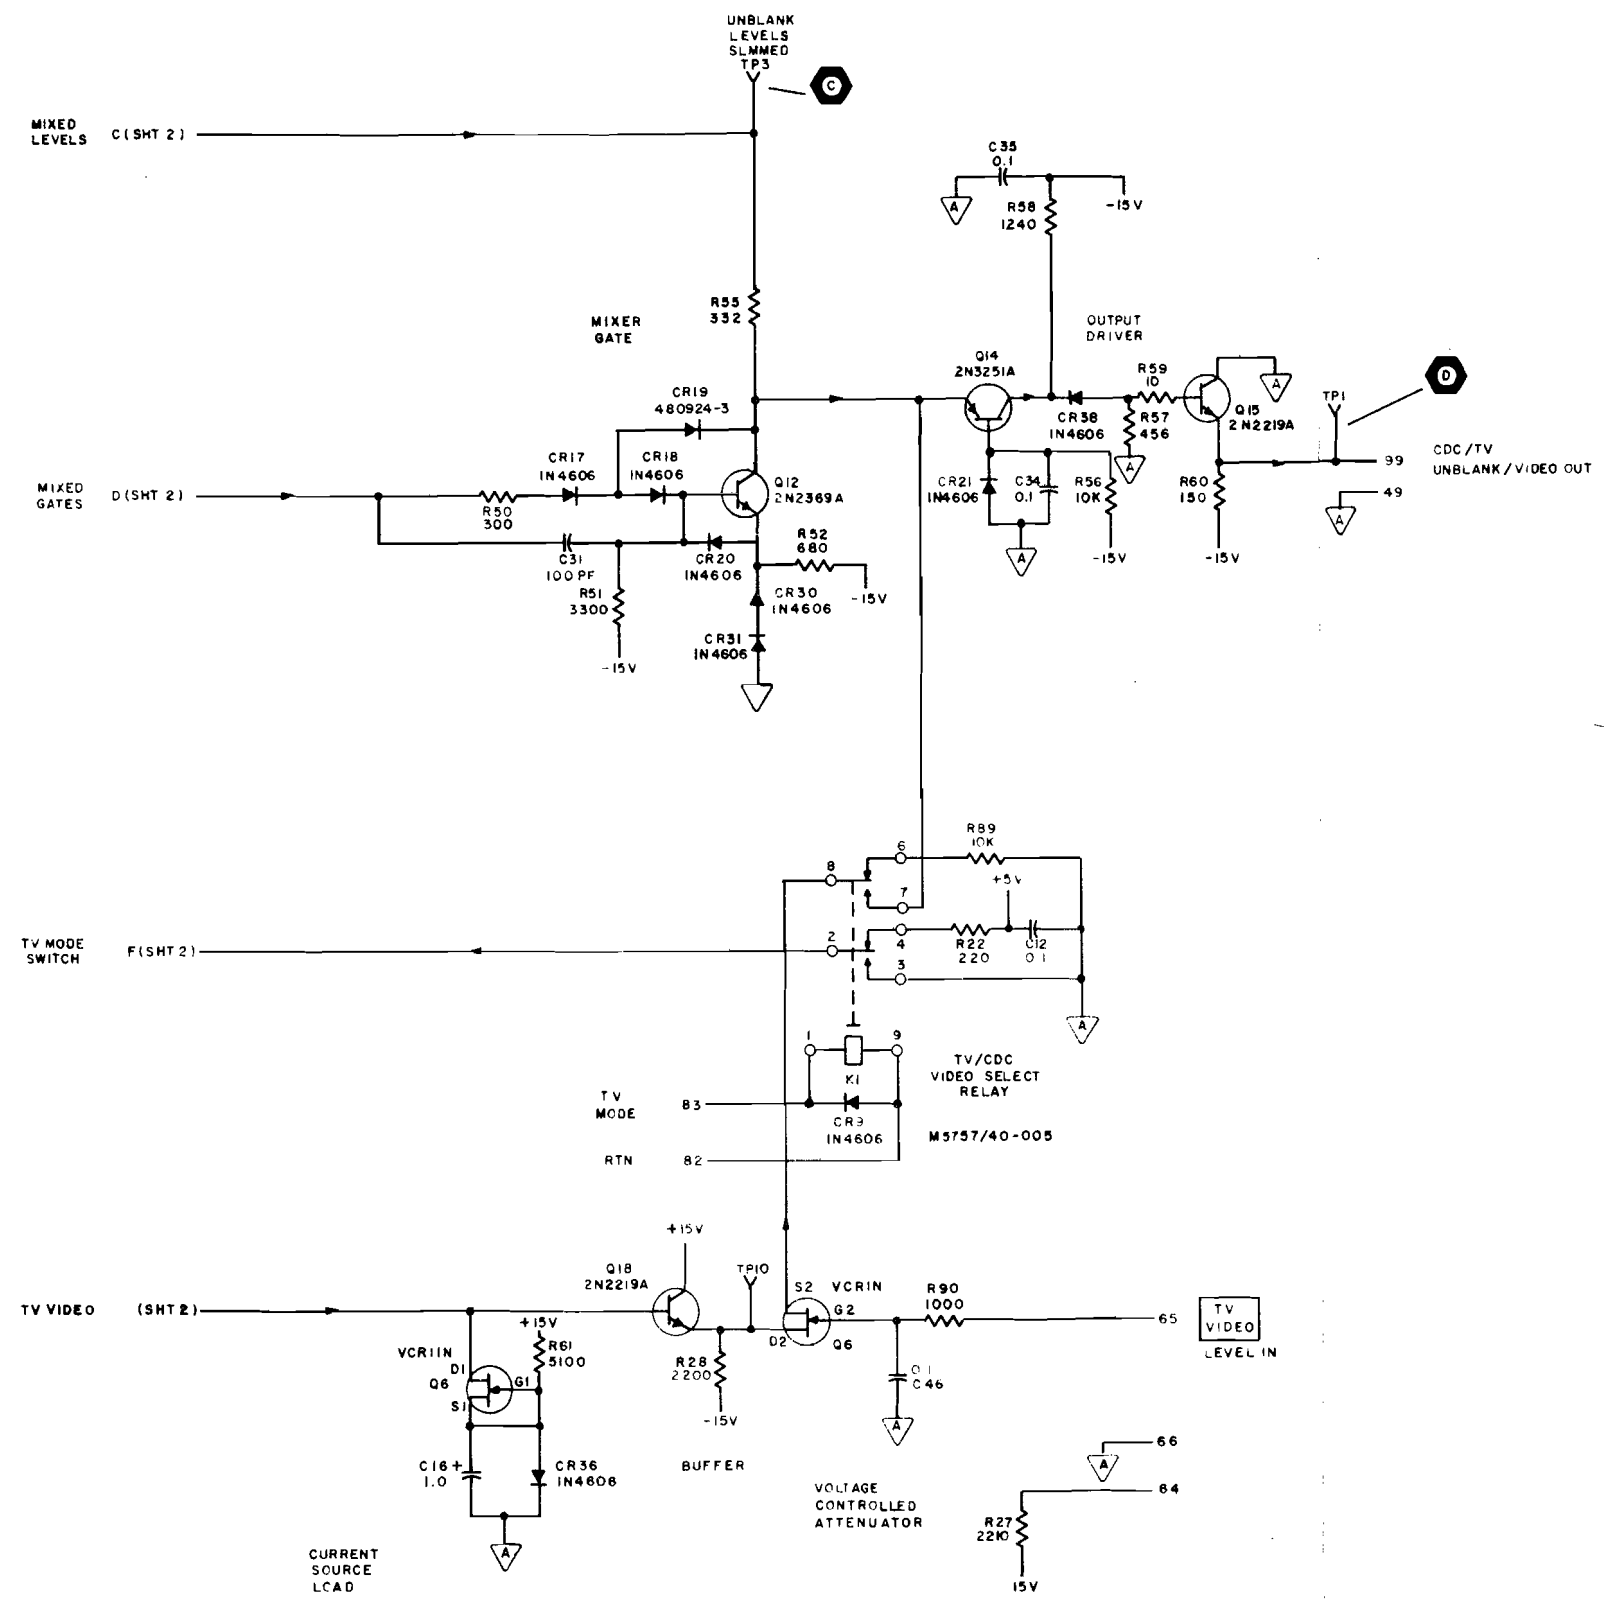 UNBLANK
LEVELS
SLMMED
TP3
C
MIXED
LEVELS C(SHT 2)
C35
0.1
A
R58
1240
-15V
R55
332
MIXER
GATE
OUTPUT
DRIVER
Q14
2N3251A
R59
10
A
D
CR19
480924-3
CR38
1N4606
R57
456
Q15
2N2219A
TP1
CDC/TV
UNBLANK/VIDEO OUT
99
49
A
A
CR17
1N4606
CR18
1N4606
Q12
2N2369A
MIXED
GATES D(SHT 2)
R50
300
CR21
1N4606
C34
0.1
R56
10K
R60
150
-15V
-15V
A
C31
100PF
CR20
1N4606
R52
680
-15V
R51
3300
-15V
CR30
1N4606
CR31
1N4606
R89
10K
6
8
7
+5V
TV MODE
SWITCH F(SHT 2)
2
4
3
R22
220
C12
0.1
A
1
9
K1
TV/CDC
VIDEO SELECT
RELAY
TV
MODE 83
CR9
1N4606
M5757/40-005
RTN 82
+15V
Q18
2N2219A
TP10
S2
VCR1N
G2
D2
Q6
R90
1000
TV VIDEO (SHT 2)
65
TV
VIDEO
LEVEL IN
+15V
R61
5100
VCR11N
D1
Q6
G1
S1
R28
2200
-15V
0.1
C46
A
C16 +
1.0
CR36
1N4606
A
BUFFER
66
A
64
VOLTAGE
CONTROLLED
ATTENUATOR
R27
2210
15V
CURRENT
SOURCE
LCAD